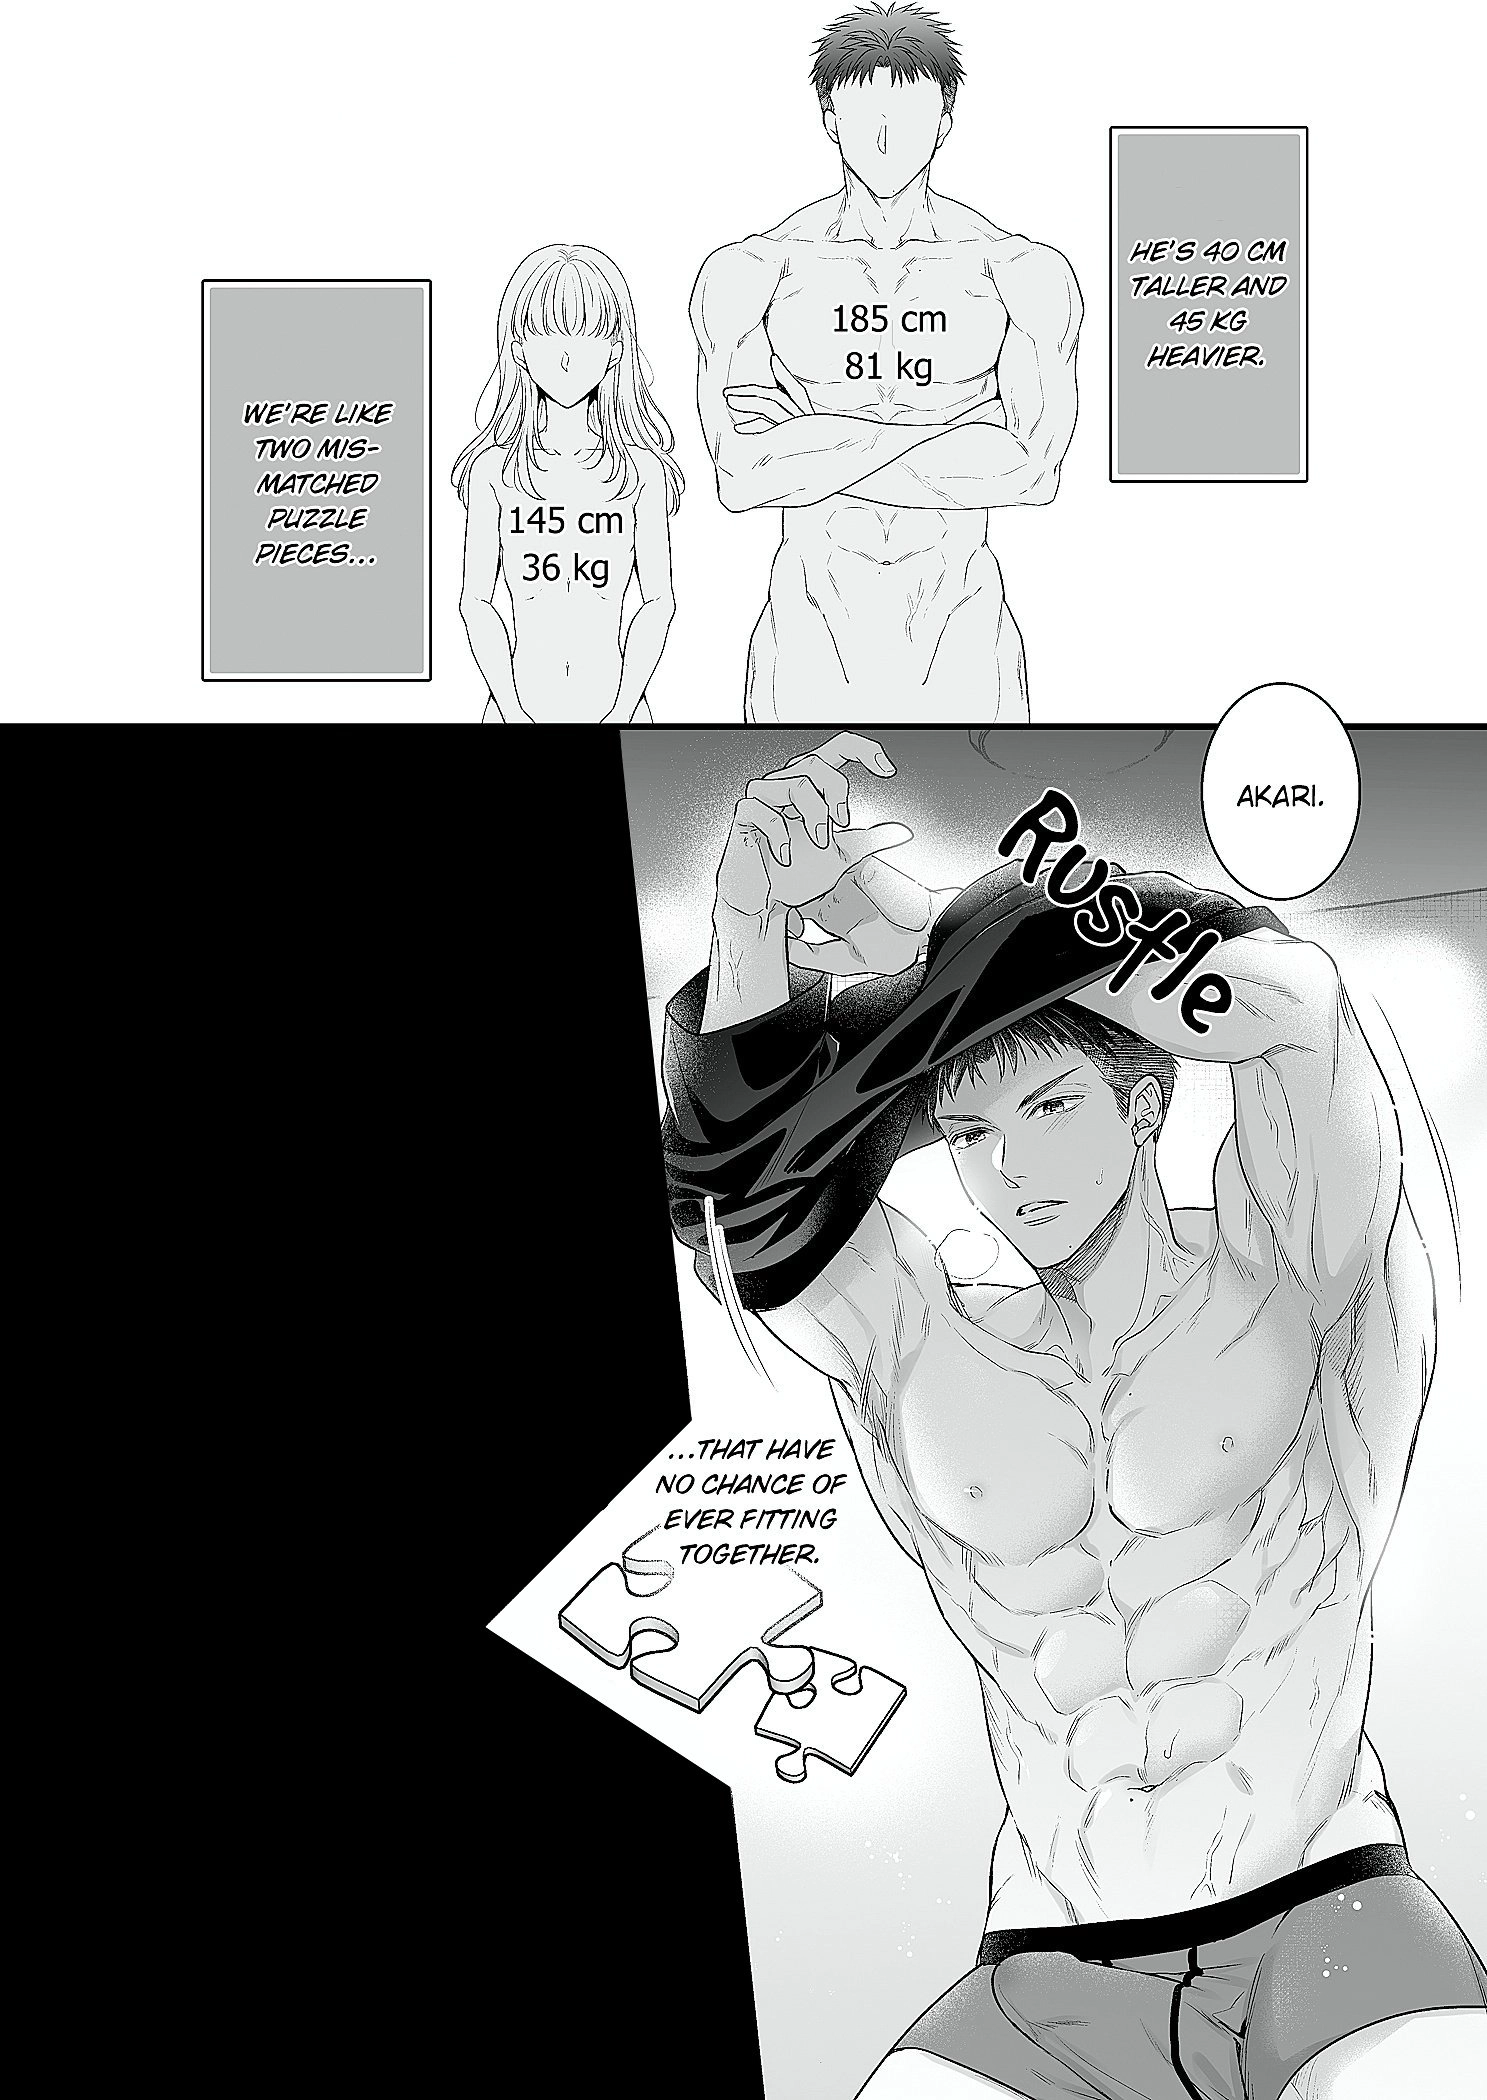 HE'S 40 CM
TALLER AND
45 KG
HEAVIER.
185 cm
81 kg
145 cm
36 kg
WE'RE LIKE
TWO MIS-
MATCHED
PUZZLE
PIECES...
AKARI.
Rustle
...THAT HAVE
NO CHANCE OF
EVER FITTING
TOGETHER.